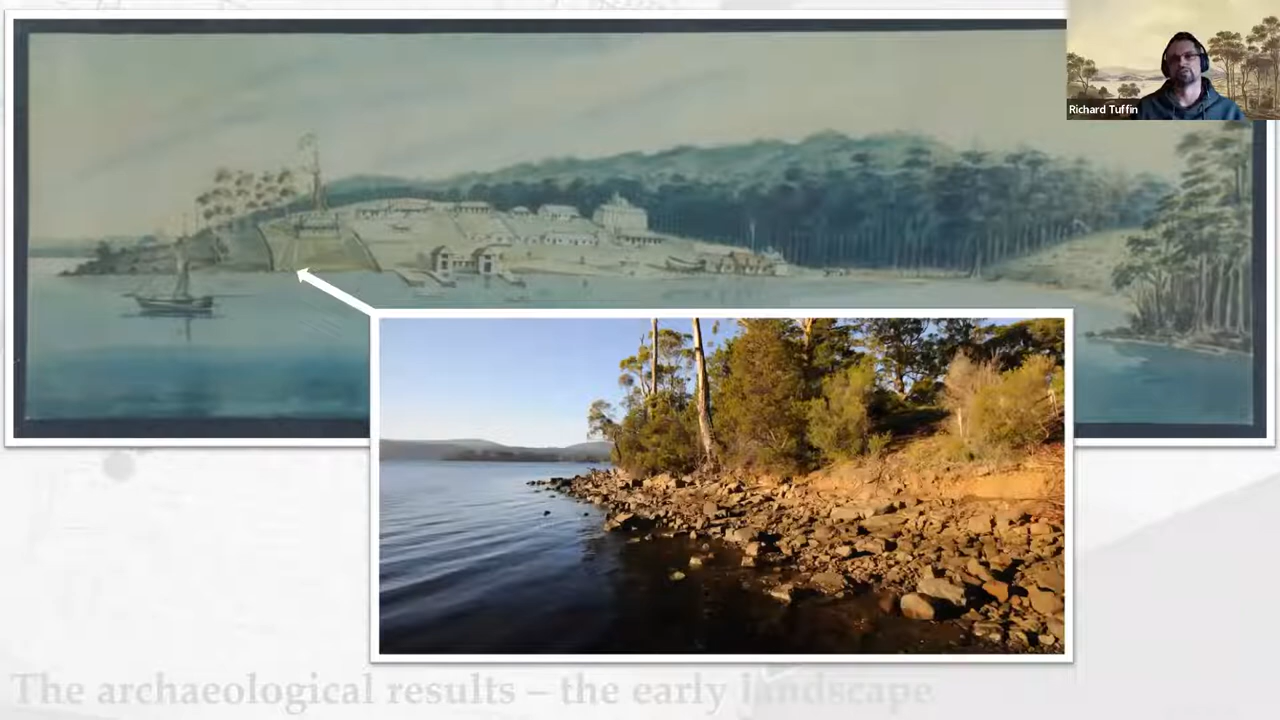 Richard Tuffin
The archaeological results – the early landscape